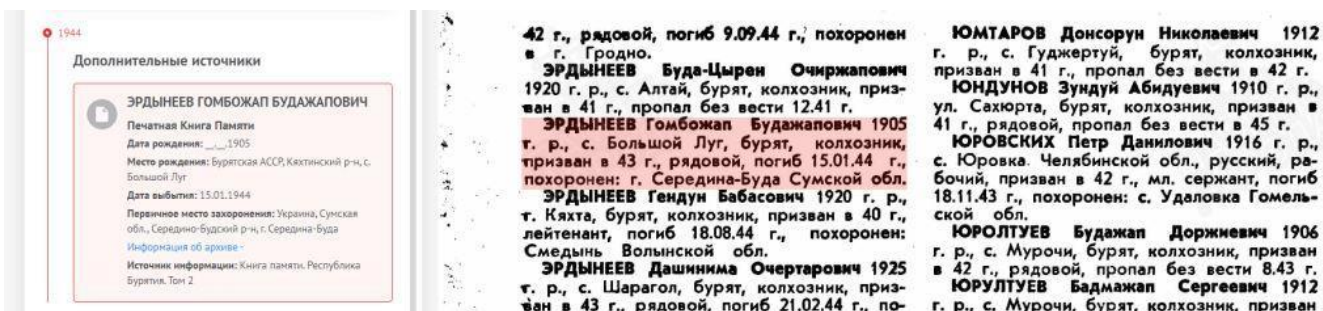 1944
Дополнительные источники
ЭРДЫНЕЕВ ГОМБОЖАП БУДАЖАПОВИЧ
Печатная Книга Памяти
Дата рождения: __.__.1905
Место рождения: Бурятская АССР, Кяхтинский р-н, с.
Большой Луг
Дата выбытия: 15.01.1944
Первичное место захоронения: Украина, Сумская
обл., Середино-Будский р-н, г. Середина-Буда
Информация об архиве -
Источник информации: Книга памяти. Республика
Бурятия. Том 2
42 г., рядовой, погиб 9.09.44 г., похоронен
в г. Гродно.
ЭРДЫНЕЕВ Буда-Цырен Очиржапович
1920 г. р., с. Алтай, бурят, колхозник, приз-
ван в 41 г., пропал без вести 12.41 г.
ЭРДЫНЕЕВ Гомбожап Будажапович 1905
г. р., с. Большой Луг, бурят, колхозник,
призван в 43 г., рядовой, погиб 15.01.44 г.,
похоронен: г. Середина-Буда Сумской обл.
ЭРДЫНЕЕВ Гендун Бабасович 1920 г. р.,
г. Кяхта, бурят, колхозник, призван в 40 г.,
лейтенант, погиб 18.08.44 г., похоронен:
Смедынь Волынской обл.
ЭРДЫНЕЕВ Дашинима Очертарович 1925
г. р., с. Шарагол, бурят, колхозник, приз-
ван в 43 г., рядовой, погиб 21.02.44 г., по-
ЮМТАРОВ Донсорун Николаевич 1912
г. р., с. Гуджертуй, бурят, колхозник,
призван в 41 г., пропал без вести в 42 г.
ЮНДУНОВ Зундуй Абидуевич 1910 г. р.,
ул. Сахюрта, бурят, колхозник, призван в
41 г., рядовой, пропал без вести в 45 г.
ЮРОВСКИХ Петр Данилович 1916 г. р.,
с. Юровка Челябинской обл., русский, ра-
бочий, призван в 42 г., мл. сержант, погиб
18.11.43 г., похоронен: с. Удаловка Гомель-
ской обл.
ЮРОЛТУЕВ Будажап Доржиевич 1906
г. р., с. Мурочи, бурят, колхозник, призван
в 42 г., рядовой, пропал без вести 8.43 г.
ЮРУЛТУЕВ Бадмажап Сергеевич 1912
г. р., с. Мурочи, бурят, колхозник, призван